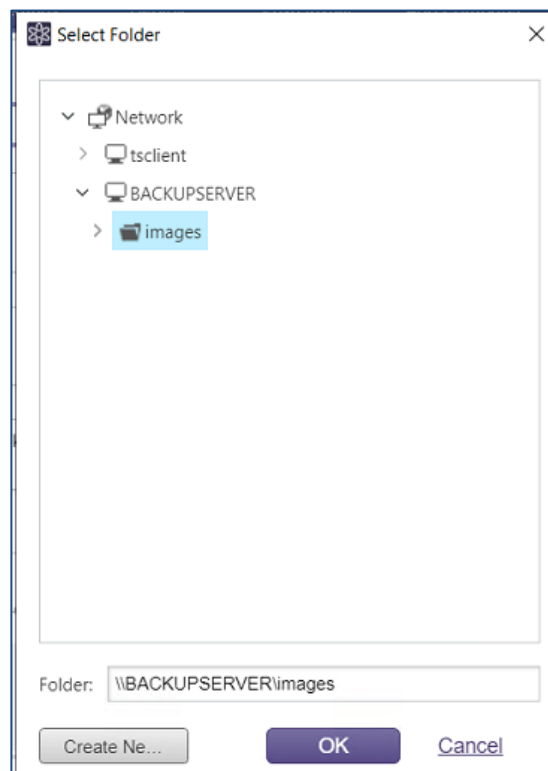 Select Folder
Network
tsclient
BACKUPSERVER
images
Folder: \\BACKUPSERVER\images
Create Ne... OK Cancel